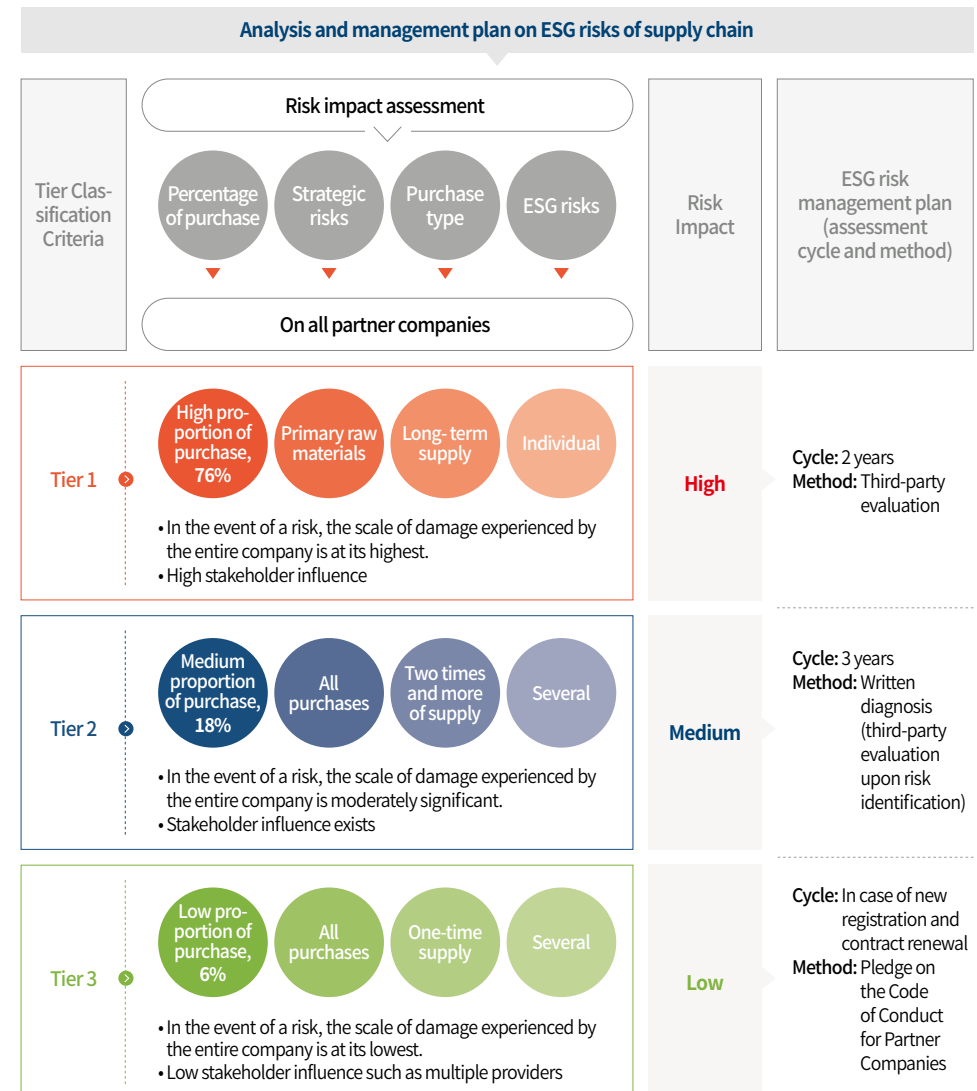 Analysis and management plan on ESG risks of supply chain
Tier Clas-
sification
Criteria
Risk impact assessment
Percentage
of purchase
Strategic
risks
Purchase
type
ESG risks
On all partner companies
Risk
Impact
ESG risk
management plan
(assessment
cycle and method)
Tier 1
High pro-
portion of
purchase,
76%
Primary raw
materials
Long- term
supply
Individual
• In the event of a risk, the scale of damage experienced by
the entire company is at its highest.
• High stakeholder influence
High
Cycle: 2 years
Method: Third-party
evaluation
Tier 2
Medium
proportion
of purchase,
18%
All
purchases
Two times
and more
of supply
Several
• In the event of a risk, the scale of damage experienced by
the entire company is moderately significant.
• Stakeholder influence exists
Medium
Cycle: 3 years
Method: Written
diagnosis
(third-party
evaluation
upon risk
identification)
Tier 3
Low pro-
portion of
purchase,
6%
All
purchases
One-time
supply
Several
• In the event of a risk, the scale of damage experienced by
the entire company is at its lowest.
• Low stakeholder influence such as multiple providers
Low
Cycle: In case of new
registration and
contract renewal
Method: Pledge on
the Code
of Conduct
for Partner
Companies